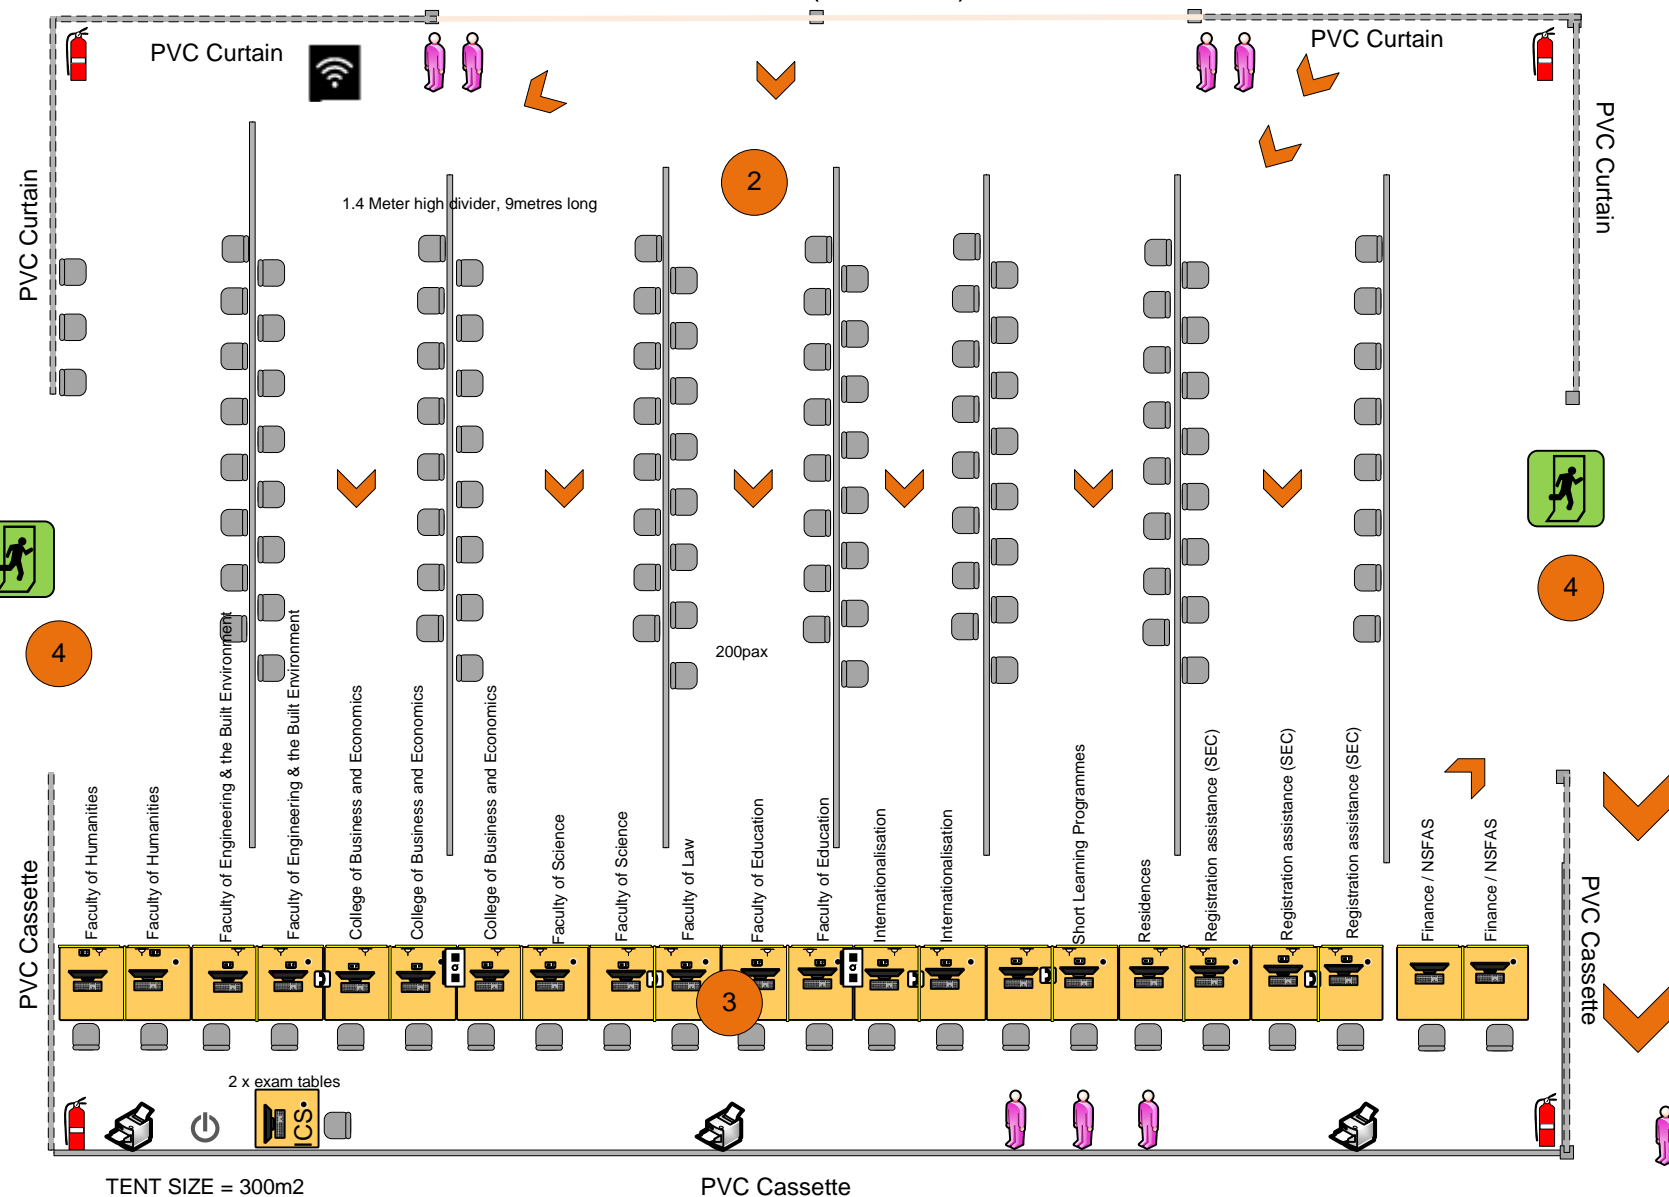 PVC Curtain
PVC Curtain
PVC Curtain
PVC Curtain
2
1.4 Meter high divider, 9metres long
4
4
200pax
Faculty of Humanities
Faculty of Humanities
Faculty of Engineering & the Built Environment
Faculty of Engineering & the Built Environment
College of Business and Economics
College of Business and Economics
College of Business and Economics
Faculty of Science
Faculty of Science
Faculty of Law
Faculty of Education
Faculty of Education
Internationalisation
Internationalisation
Short Learning Programmes
Residences
Registration assistance (SEC)
Registration assistance (SEC)
Registration assistance (SEC)
Finance / NSFAS
Finance / NSFAS
PVC Cassette
PVC Cassette
3
2 x exam tables
ICS
TENT SIZE = 300m2
PVC Cassette